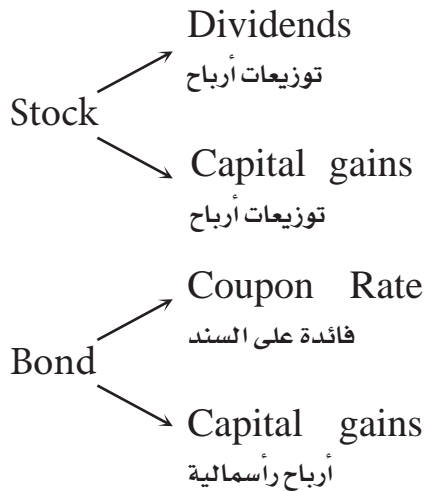 Dividends
توزيعات أرباح
Stock
Capital gains
توزيعات أرباح
Coupon Rate
فائدة على السند
Bond
Capital gains
أرباح رأسمالية